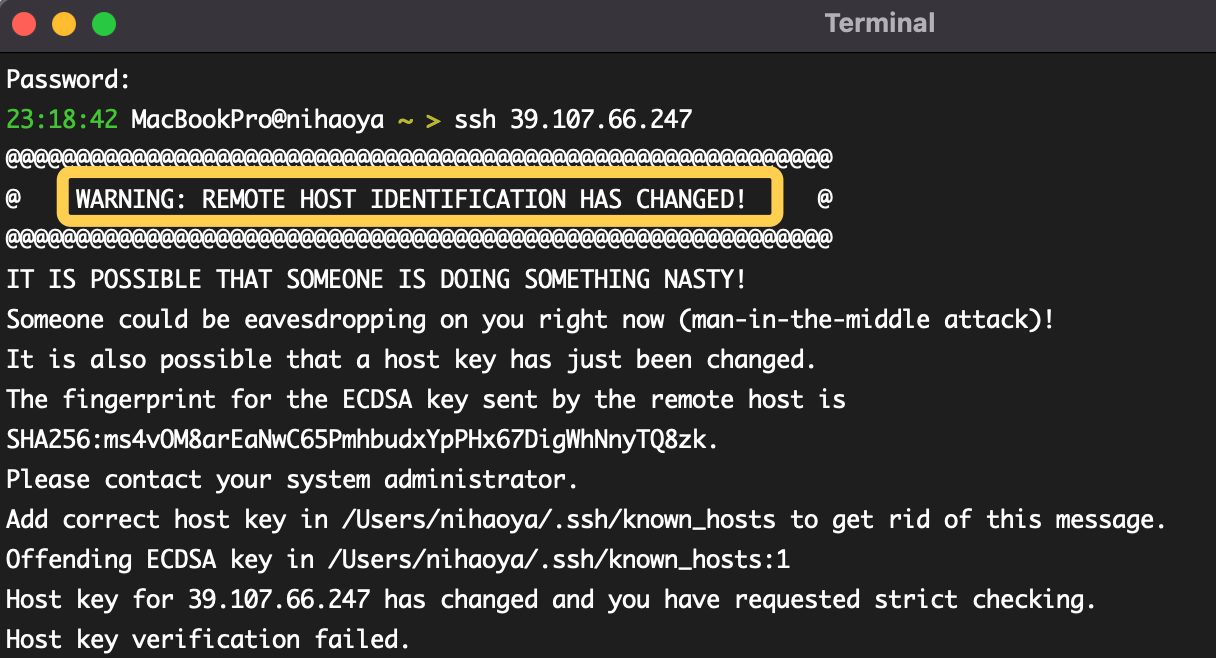 Terminal
Password:
23:18:42 MacBookPro@nihaoya ~ > ssh 39.107.66.247
@@@@@@@@@@@@@@@@@@@@@@@@@@@@@@@@@@@@@@@@@@@@@@@@@@@@@@@@@@@
@    WARNING: REMOTE HOST IDENTIFICATION HAS CHANGED!     @
@@@@@@@@@@@@@@@@@@@@@@@@@@@@@@@@@@@@@@@@@@@@@@@@@@@@@@@@@@@
IT IS POSSIBLE THAT SOMEONE IS DOING SOMETHING NASTY!
Someone could be eavesdropping on you right now (man-in-the-middle attack)!
It is also possible that a host key has just been changed.
The fingerprint for the ECDSA key sent by the remote host is
SHA256:ms4vOM8arEaNwC65PmhbudxYpPHx67DigWhNnyTQ8zk.
Please contact your system administrator.
Add correct host key in /Users/nihaoya/.ssh/known_hosts to get rid of this message.
Offending ECDSA key in /Users/nihaoya/.ssh/known_hosts:1
Host key for 39.107.66.247 has changed and you have requested strict checking.
Host key verification failed.